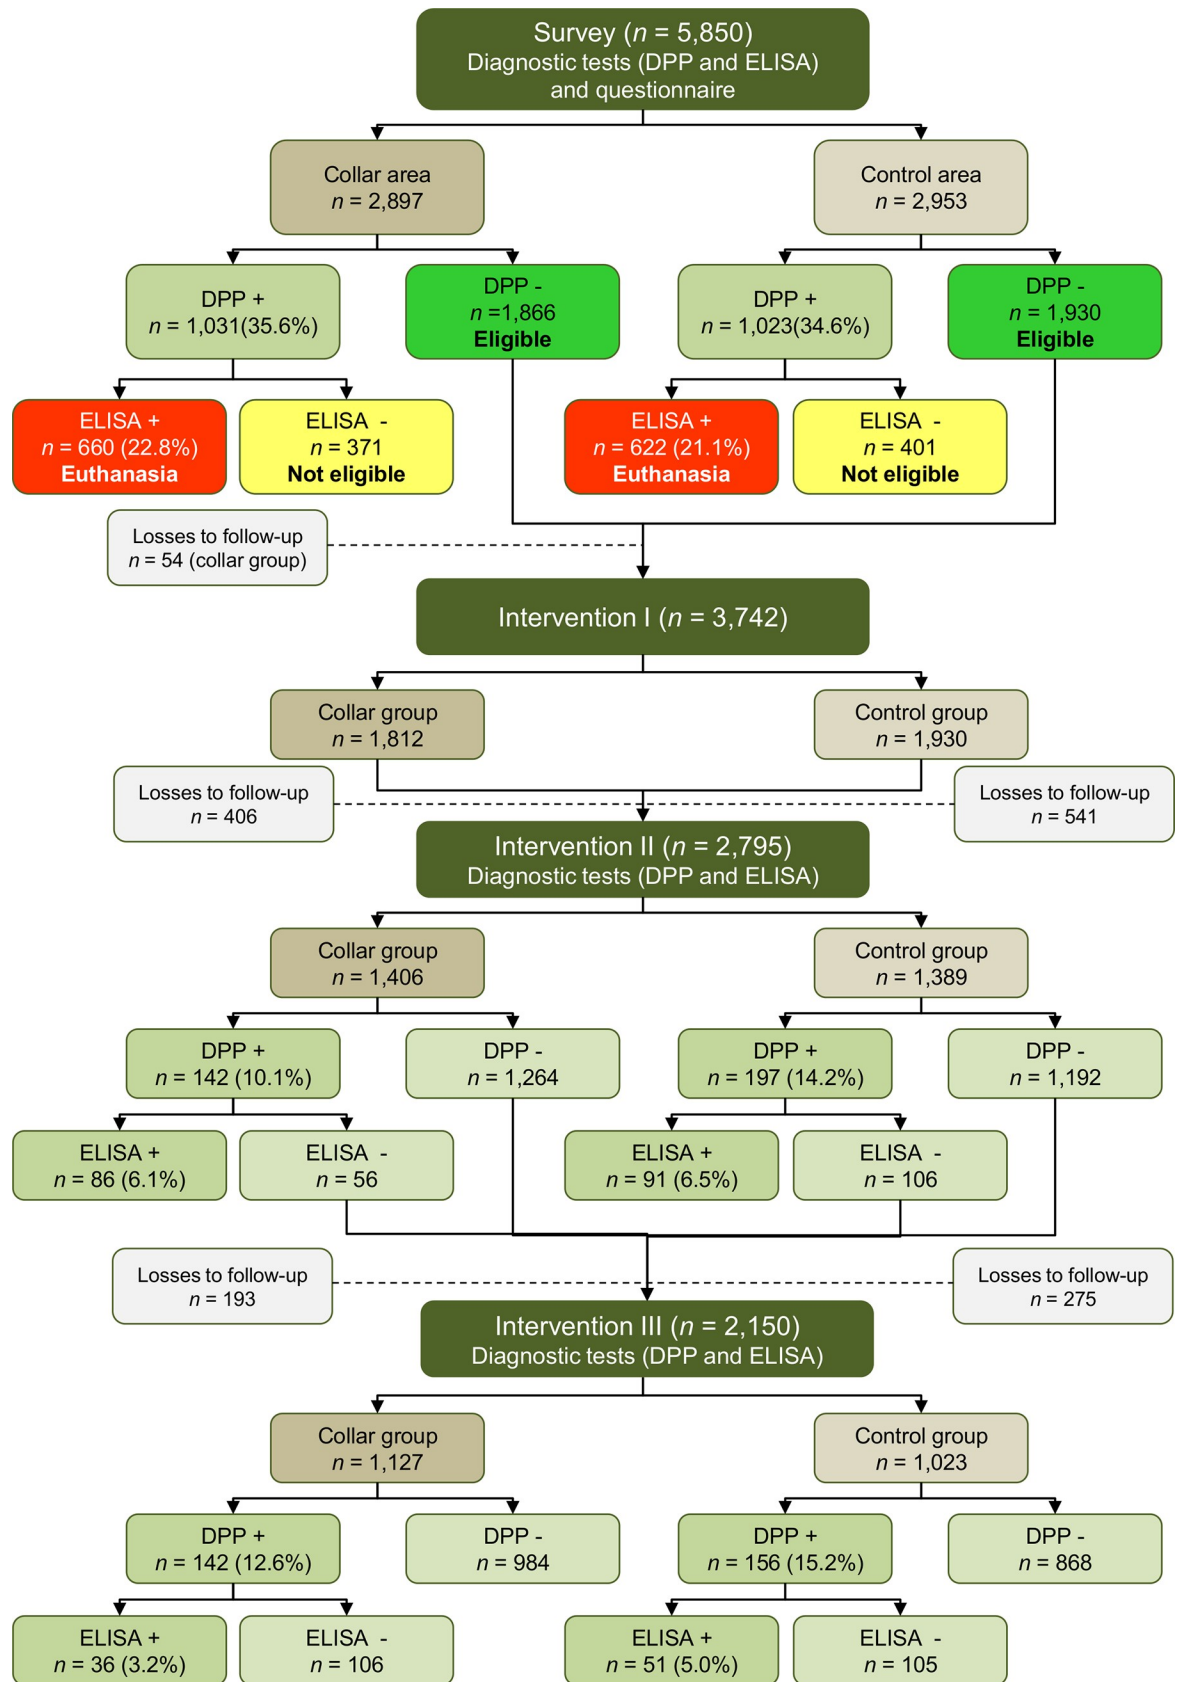 Survey (n = 5,850)
Diagnostic tests (DPP and ELISA)
and questionnaire
Collar area
n = 2,897
Control area
n = 2,953
DPP +
n = 1,031(35.6%)
DPP -
n =1,866
Eligible
DPP +
n = 1,023(34.6%)
DPP -
n = 1,930
Eligible
ELISA +
n = 660 (22.8%)
Euthanasia
ELISA -
n = 371
Not eligible
ELISA +
n = 622 (21.1%)
Euthanasia
ELISA -
n = 401
Not eligible
Losses to follow-up
n = 54 (collar group)
Intervention I (n = 3,742)
Collar group
n = 1,812
Control group
n = 1,930
Losses to follow-up
n = 406
Losses to follow-up
n = 541
Intervention II (n = 2,795)
Diagnostic tests (DPP and ELISA)
Collar group
n = 1,406
Control group
n = 1,389
DPP +
n = 142 (10.1%)
DPP -
n = 1,264
DPP +
n = 197 (14.2%)
DPP -
n = 1,192
ELISA +
n = 86 (6.1%)
ELISA -
n = 56
ELISA +
n = 91 (6.5%)
ELISA -
n = 106
Losses to follow-up
n = 193
Losses to follow-up
n = 275
Intervention III (n = 2,150)
Diagnostic tests (DPP and ELISA)
Collar group
n = 1,127
Control group
n = 1,023
DPP +
n = 142 (12.6%)
DPP -
n = 984
DPP +
n = 156 (15.2%)
DPP -
n = 868
ELISA +
n = 36 (3.2%)
ELISA -
n = 106
ELISA +
n = 51 (5.0%)
ELISA -
n = 105